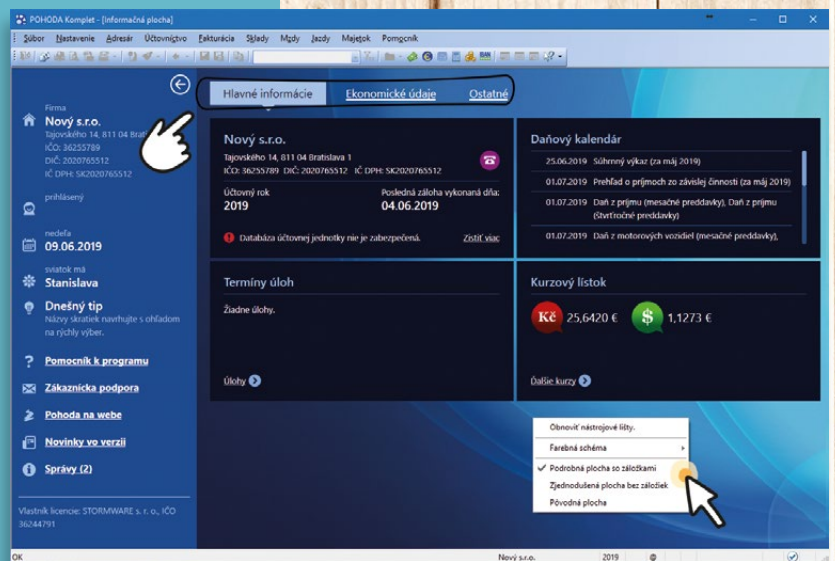 POHODA Komplet - [Informačná plocha]
Súbor Nastavenie Adresár Účtovníctvo Fakturácia Sklady Mzdy Jazdy Majetok Pomocník
Firma
Nový s.r.o.
Tajovského 14, 811 04
IČO: 36255789
DIČ: 2020765512
IČ DPH: SK2020765512
prihlásený
nedeľa
09.06.2019
sviatok má
Stanislava
Dnešný tip
Názvy skratiek navrhujte s ohľadom
na rýchly výber.
Pomocník k programu
Zákaznícka podpora
Pohoda na webe
Novinky vo verzii
Správy (2)
Vlastník licencie: STORMWARE s. r. o., IČO
36244791
Hlavné informácie Ekonomické údaje Ostatné
Nový s.r.o.
Tajovského 14, 811 04 Bratislava 1
IČO: 36255789 DIČ: 2020765512 IČ DPH: SK2020765512
Účtovný rok
2019
Posledná záloha vykonaná dňa:
04.06.2019
Databáza účtovnej jednotky nie je zabezpečená. Zistiť viac
Daňový kalendár
25.06.2019 Súhrnný výkaz (za máj 2019)
01.07.2019 Prehľad o príjmoch zo závislej činnosti (za máj 2019)
01.07.2019 Daň z príjmu (mesačné preddavky), Daň z príjmu
(štvrťročné preddavky)
01.07.2019 Daň z motorových vozidiel (mesačné preddavky),
Termíny úloh
Žiadne úlohy.
Úlohy
Kurzový lístok
Kč 25,6420 €
$ 1,1273 €
Ďalšie kurzy
Obnoviť nástrojové lišty.
Farebná schéma
Podrobná plocha so záložkami
Zjednodušená plocha bez záložiek
Pôvodná plocha
OK Nový s.r.o. 2019 @